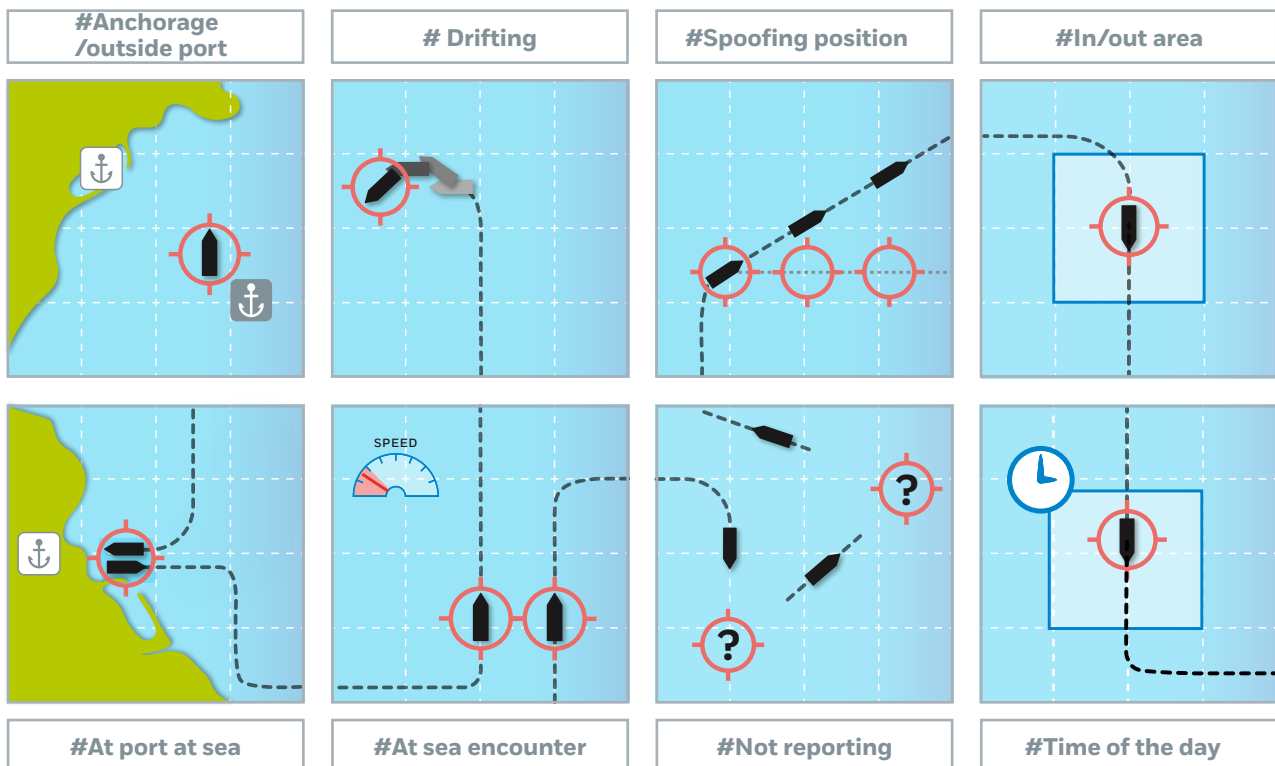 #Anchorage
/outside port
# Drifting
#Spoofing position
#In/out area
SPEED
?
?
#At port at sea
#At sea encounter
#Not reporting
#Time of the day